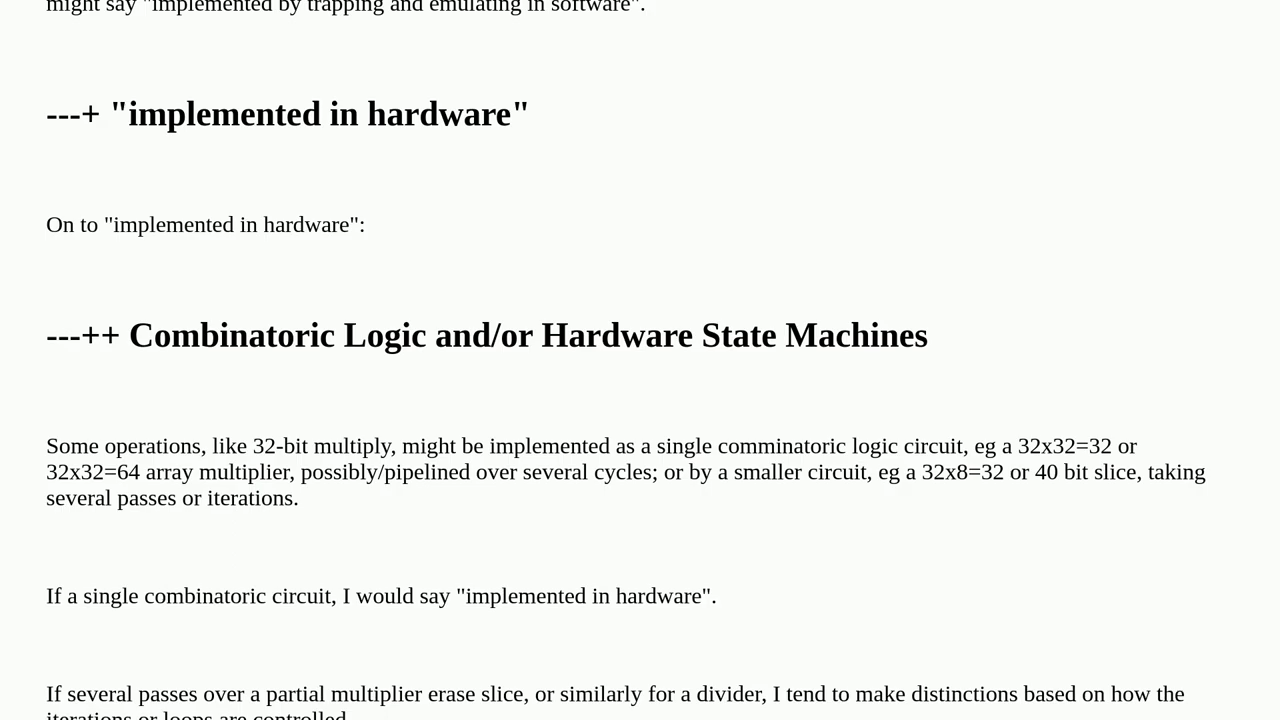 might say "implemented by trapping and emulating in software".
---+ "implemented in hardware"
On to "implemented in hardware":
---++ Combinatoric Logic and/or Hardware State Machines
Some operations, like 32-bit multiply, might be implemented as a single comminatoric logic circuit, eg a 32x32=32 or
32x32=64 array multiplier, possibly/pipelined over several cycles; or by a smaller circuit, eg a 32x8=32 or 40 bit slice, taking
several passes or iterations.
If a single combinatoric circuit, I would say "implemented in hardware".
If several passes over a partial multiplier erase slice, or similarly for a divider, I tend to make distinctions based on how the
iterations or loops are controlled.